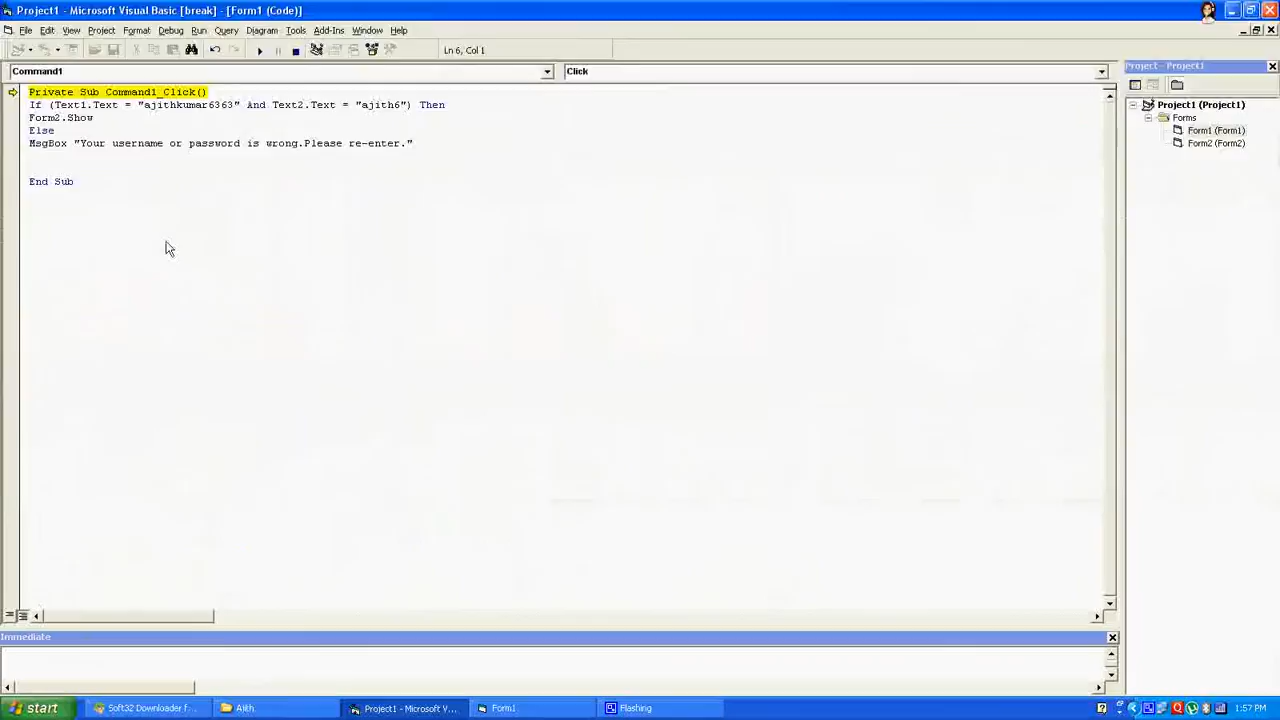 Project1 - Microsoft Visual Basic [break] - [Form1 (Code)]
File Edit View Project Format Debug Run Query Diagram Tools Add-Ins Window Help
Ln 6, Col 1
Command1
Click
Private Sub Command1_Click()
If (Text1.Text = "ajithkumar6363" And Text2.Text = "ajith6") Then
Form2.Show
Else
MsgBox "Your username or password is wrong.Please re-enter."
End Sub
Project - Project1
Project1 (Project1)
Forms
Form1 (Form1)
Form2 (Form2)
Immediate
start
Soft32 Downloader f...
Project1 - Microsoft V...
Form1
Flashing
1:57 PM